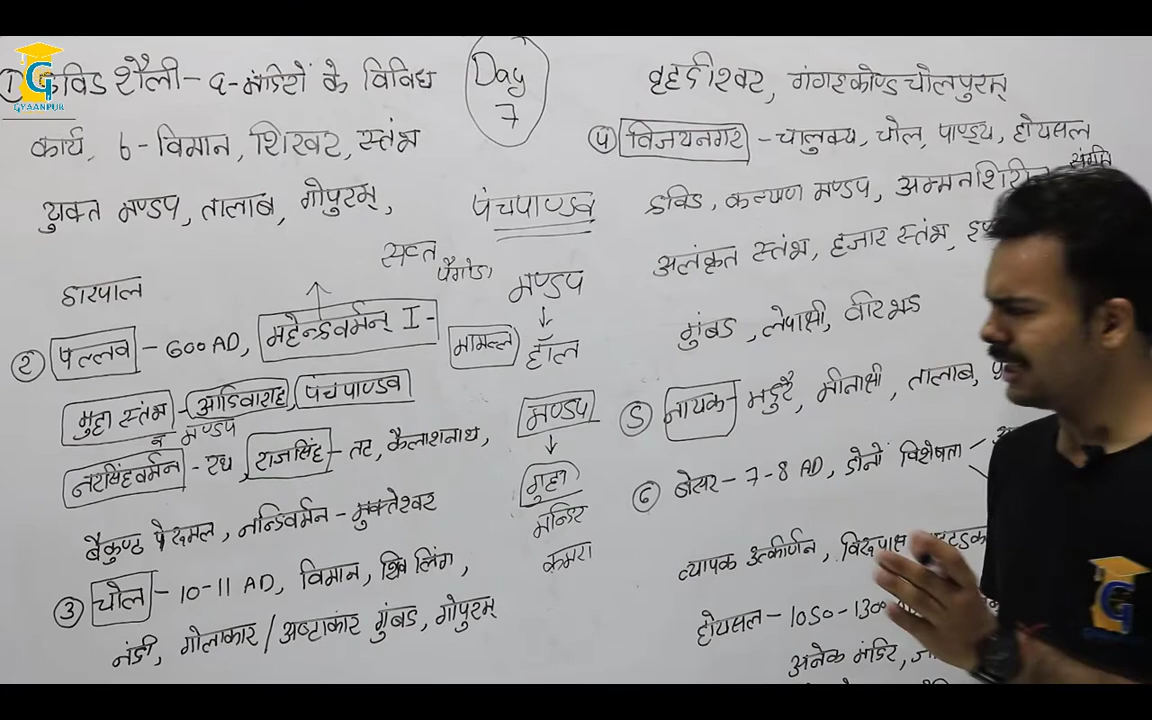 G
GYAANPUR
① द्रविड शैली - a - मंदिरों के विविध
कार्य, b - विमान, शिखर, स्तंभ
युक्त मण्डप, तालाब, गोपुरम्,
द्वारपाल
② पल्लव - 600 AD, महेन्द्रवर्मन् I -
गुहा स्तंभ - आदिवाराह, पंचपाण्डव
व मण्डप
नरसिंहवर्मन - रथ, राजसिंह - तट, कैलाशनाथ,
बैकुण्ठ पेरुमल, नन्दिवर्मन - मुक्तेश्वर
③ चोल - 10-11 AD, विमान, शिव लिंग,
नंदी, गोलाकार / अष्टाकार गुंबद, गोपुरम्
Day
7
पंचपाण्डव
सप्त
पैगोडा
मामल्ल
मण्डप
↓
हॉल
मण्डप
↓
गुहा
मन्दिर
कमरा
वृहदीश्वर, गंगइकोण्ड चोलपुरम्
④ विजयनगर - चालुक्य, चोल, पाण्ड्य, होयसल
संगीत
द्रविड, कल्याण मण्डप,
अलंकृत स्तंभ, हजार स्तंभ,
गुंबद, लेपाक्षी, वीरभद्र
⑤ नायक - मदुरै, मीनाक्षी, तालाब,
⑥ बेसर - 7-8 AD, दोनों विशेषता
व्यापक उत्कीर्णन, विरुपाक्ष
होयसल - 1050-1300
अनेक मंदिर,
G